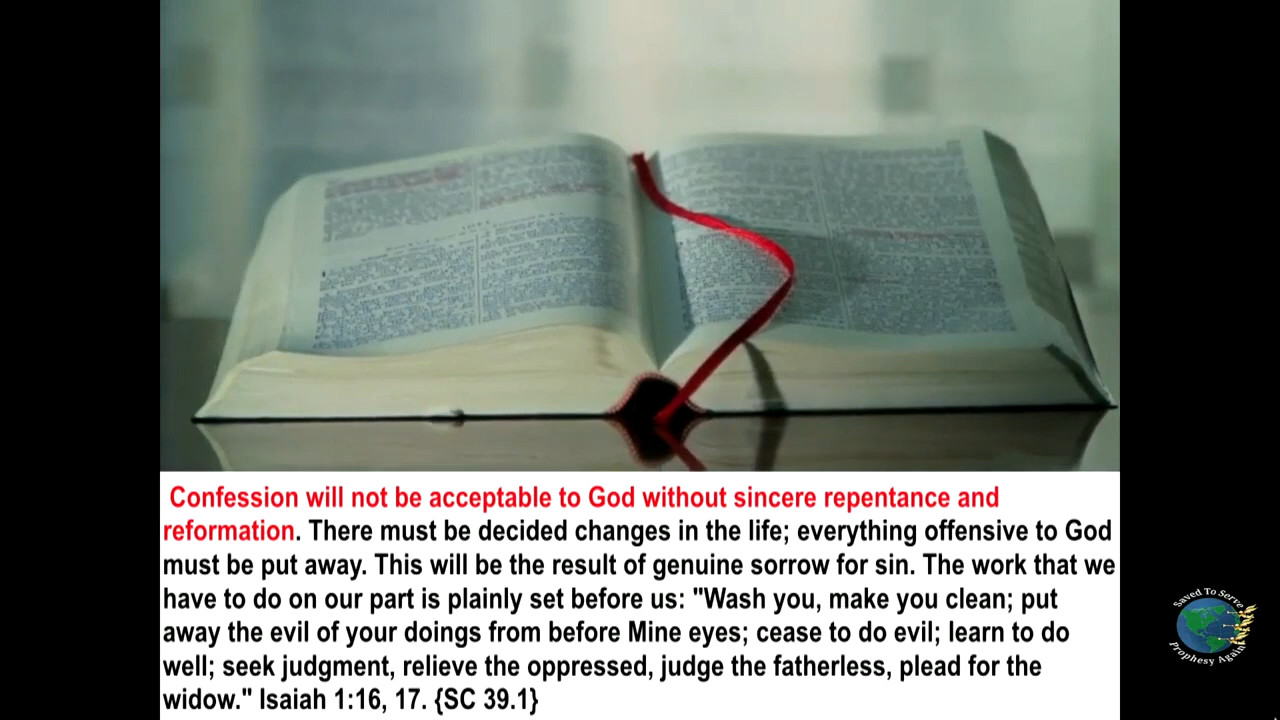 Confession will not be acceptable to God without sincere repentance and
reformation. There must be decided changes in the life; everything offensive to God
must be put away. This will be the result of genuine sorrow for sin. The work that we
have to do on our part is plainly set before us: "Wash you, make you clean; put
away the evil of your doings from before Mine eyes; cease to do evil; learn to do
well; seek judgment, relieve the oppressed, judge the fatherless, plead for the
widow." Isaiah 1:16, 17. {SC 39.1}
Saved To Serve
Prophesy Again